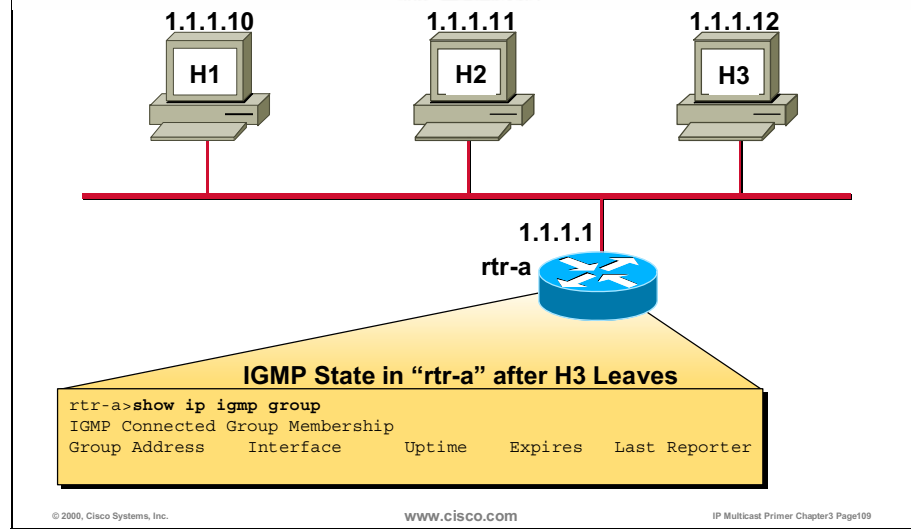 1.1.1.10 1.1.1.11 1.1.1.12
H1 H2 H3
1.1.1.1
rtr-a
IGMP State in “rtr-a” after H3 Leaves
rtr-a>show ip igmp group
IGMP Connected Group Membership
Group Address Interface Uptime Expires Last Reporter
© 2000, Cisco Systems, Inc. www.cisco.com IP Multicast Primer Chapter3 Page109